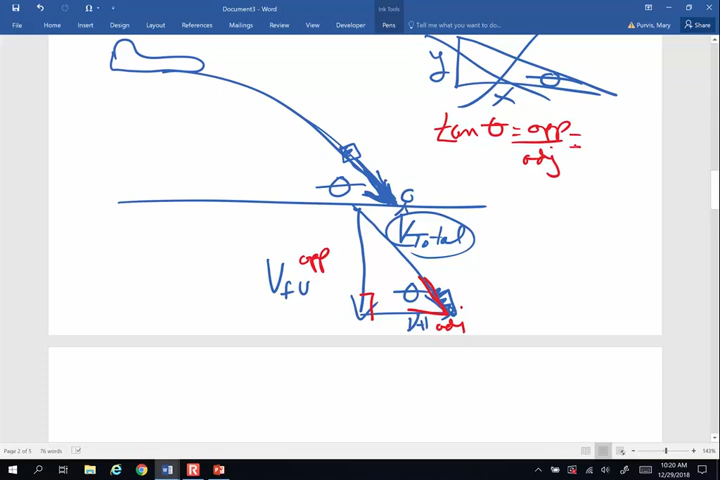 Document3 - Word
Ink Tools
Purvis, Mary
File Home Insert Draw Design Layout References Mailings Review View Developer Pens Tell me what you want to do... Share
y
θ
x
tan θ = opp =
adj
θ
V Total
opp
V f v
θ
adj
Page 2 of 5 76 words
143%
10:20 AM
12/29/2018